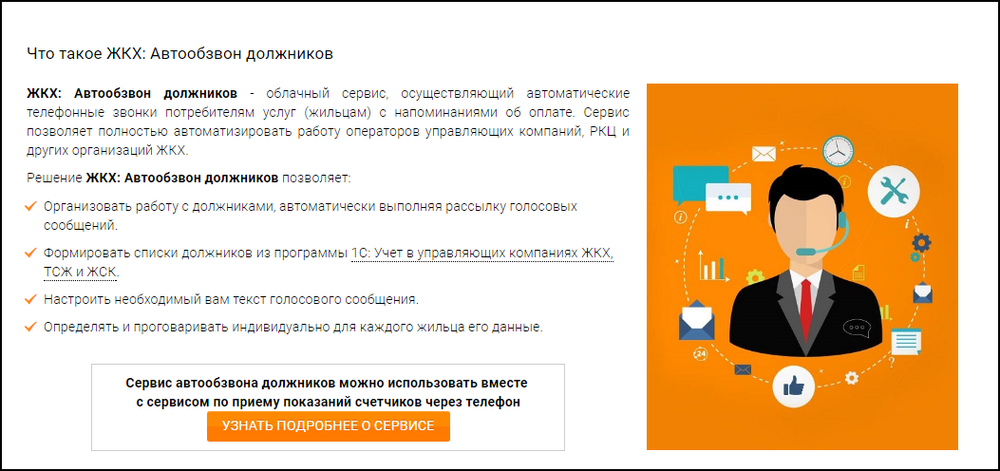 Что такое ЖКХ: Автообзвон должников
ЖКХ: Автообзвон должников - облачный сервис, осуществляющий автоматические
телефонные звонки потребителям услуг (жильцам) с напоминаниями об оплате. Сервис
позволяет полностью автоматизировать работу операторов управляющих компаний, РКЦ и
других организаций ЖКХ.
Решение ЖКХ: Автообзвон должников позволяет:
Организовать работу с должниками, автоматически выполняя рассылку голосовых
сообщений.
Формировать списки должников из программы 1С: Учет в управляющих компаниях ЖКХ,
ТСЖ и ЖСК.
Настроить необходимый вам текст голосового сообщения.
Определять и проговаривать индивидуально для каждого жильца его данные.
Сервис автообзвона должников можно использовать вместе
с сервисом по приему показаний счетчиков через телефон
УЗНАТЬ ПОДРОБНЕЕ О СЕРВИСЕ
24